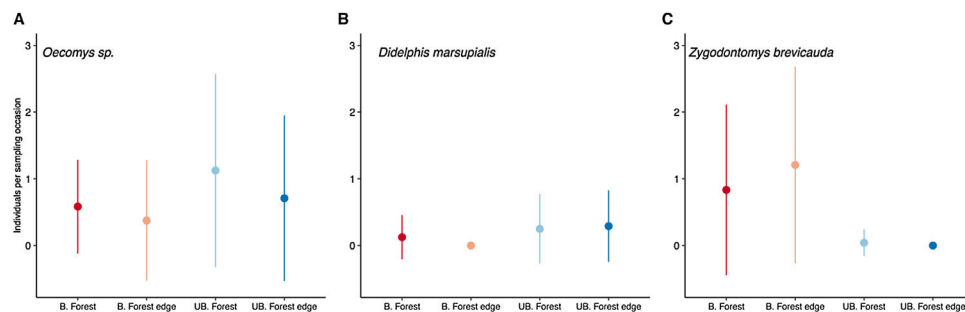 A
Oecomys sp.
Individuals per sampling occasion
3
2
1
0
B. Forest B. Forest edge UB. Forest UB. Forest edge
B
Didelphis marsupialis
3
2
1
0
B. Forest B. Forest edge UB. Forest UB. Forest edge
C
Zygodontomys brevicauda
3
2
1
0
B. Forest B. Forest edge UB. Forest UB. Forest edge